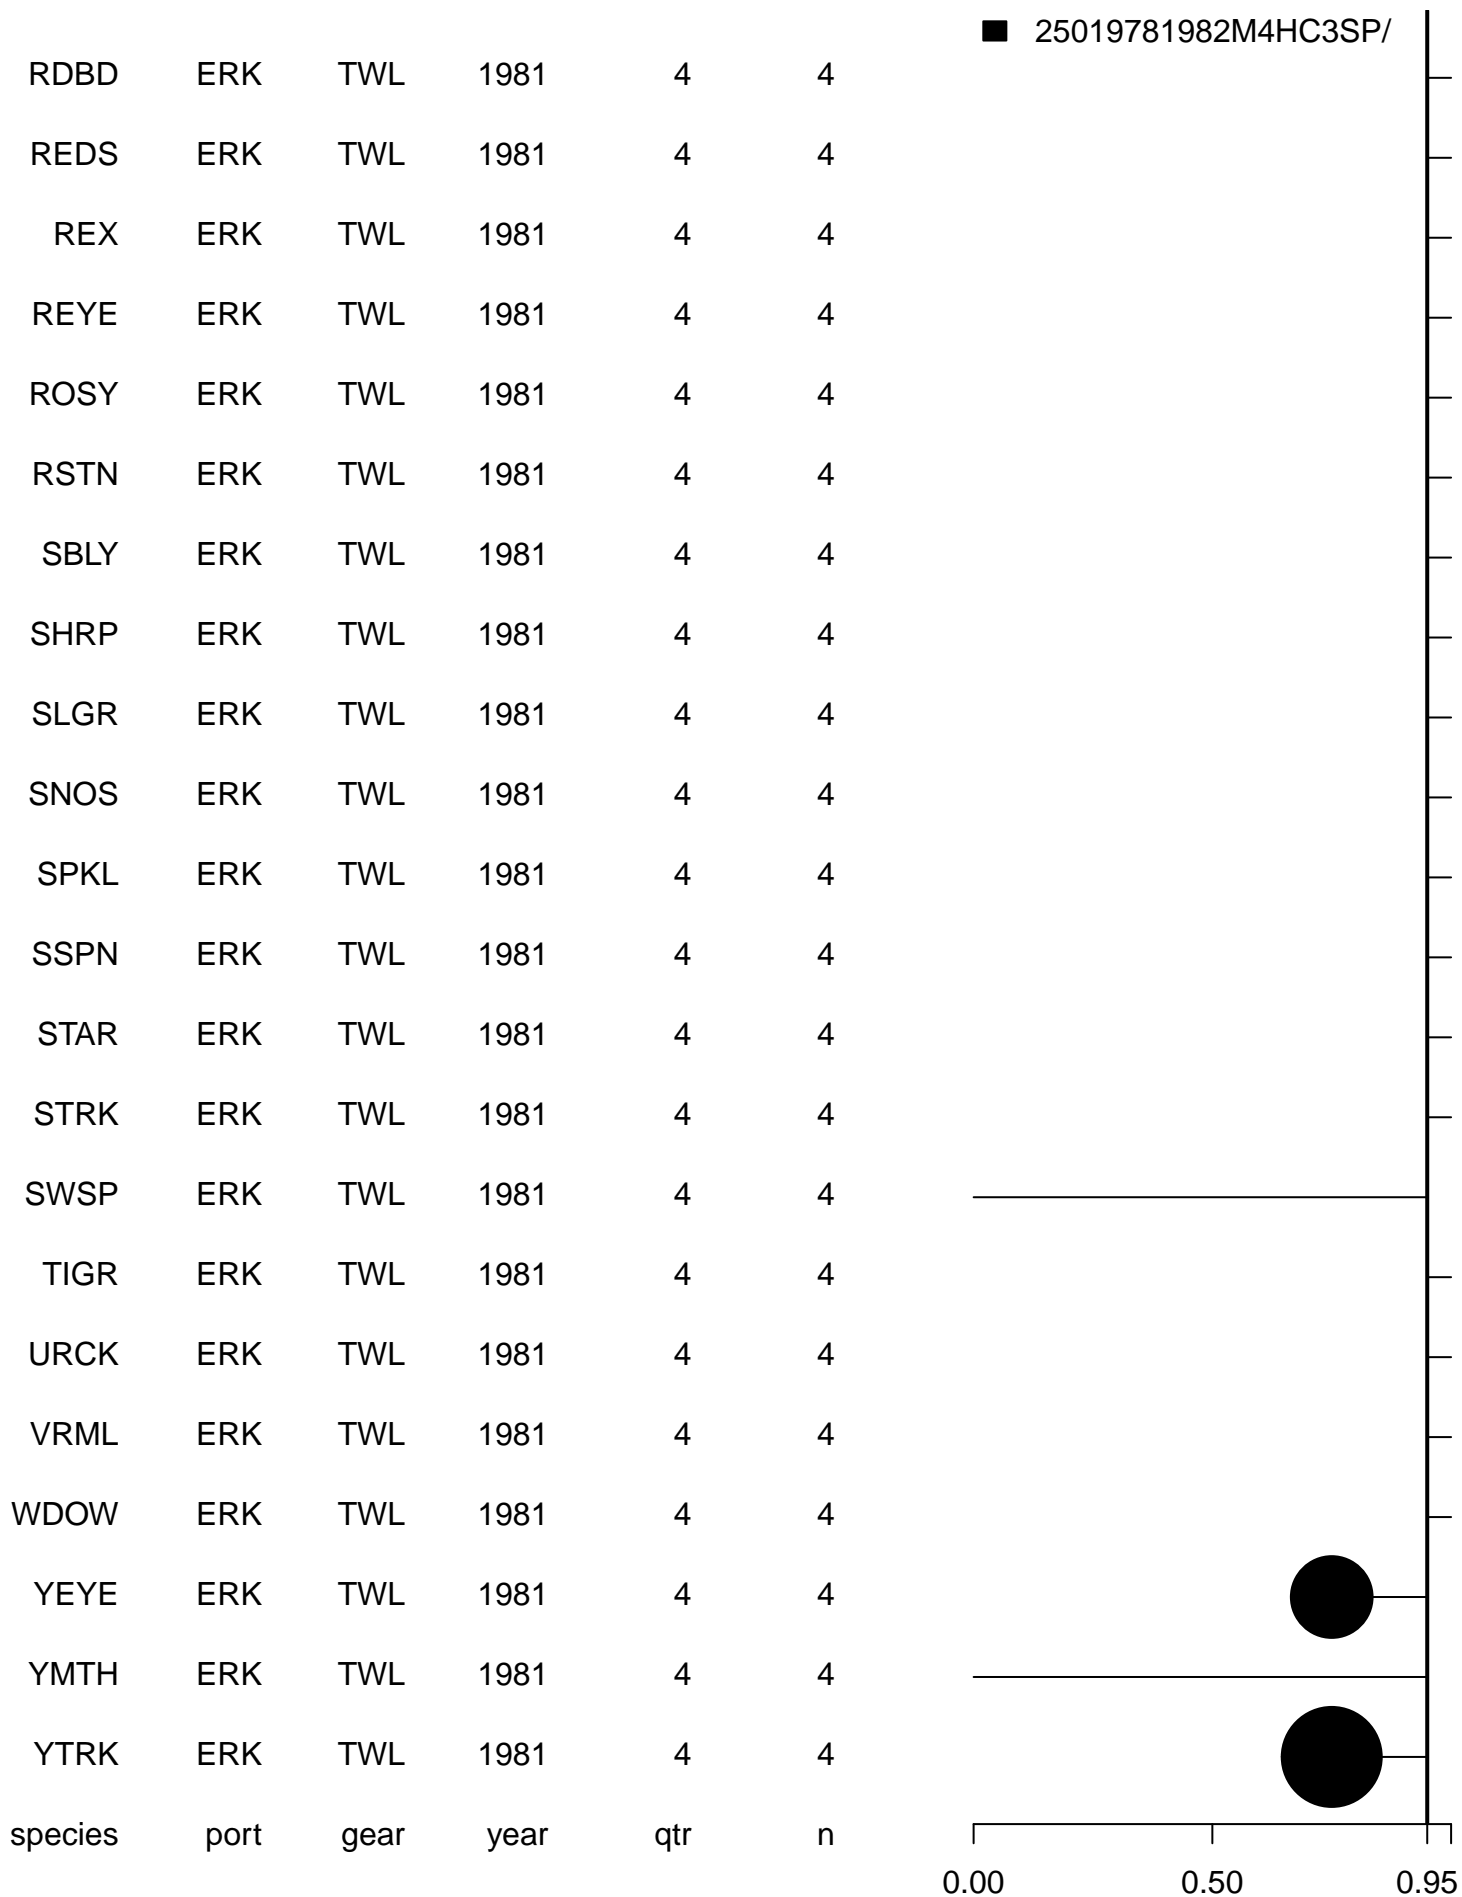 25019781982M4HC3SP/
RDBD ERK TWL 1981 4 4
REDS ERK TWL 1981 4 4
REX ERK TWL 1981 4 4
REYE ERK TWL 1981 4 4
ROSY ERK TWL 1981 4 4
RSTN ERK TWL 1981 4 4
SBLY ERK TWL 1981 4 4
SHRP ERK TWL 1981 4 4
SLGR ERK TWL 1981 4 4
SNOS ERK TWL 1981 4 4
SPKL ERK TWL 1981 4 4
SSPN ERK TWL 1981 4 4
STAR ERK TWL 1981 4 4
STRK ERK TWL 1981 4 4
SWSP ERK TWL 1981 4 4
TIGR ERK TWL 1981 4 4
URCK ERK TWL 1981 4 4
VRML ERK TWL 1981 4 4
WDOW ERK TWL 1981 4 4
YEYE ERK TWL 1981 4 4
YMTH ERK TWL 1981 4 4
YTRK ERK TWL 1981 4 4
species port gear year qtr n
0.00 0.50 0.95